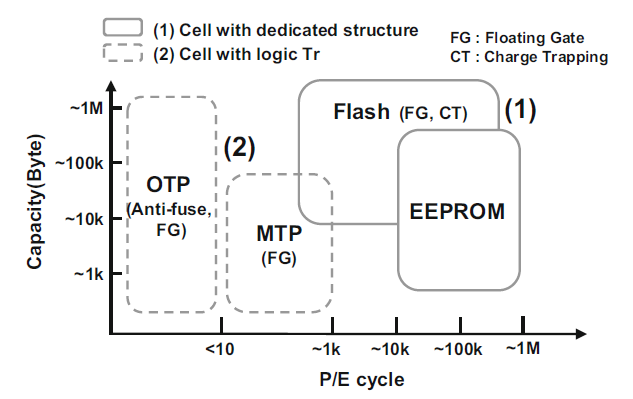 (1) Cell with dedicated structure
(2) Cell with logic Tr
FG : Floating Gate
CT : Charge Trapping
Capacity(Byte)
~1M
~100k
~10k
~1k
OTP
(Anti-fuse,
FG)
(2)
MTP
(FG)
Flash (FG, CT)
(1)
EEPROM
<10
~1k
~10k
~100k
~1M
P/E cycle